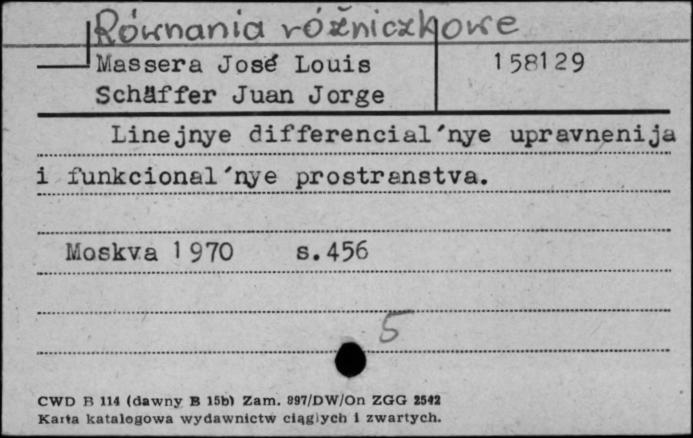 Równania różniczkowe
Massera José Louis 158129
Schäffer Juan Jorge
Linejnye differencial'nye upravnenija
i funkcional'nye prostranstva.
Moskva 1970 s.456
5
CWD B 114 (dawny B 15b) Zam. 897/DW/On ZGG 2542
Karta katalogowa wydawnictw ciągłych i zwartych.